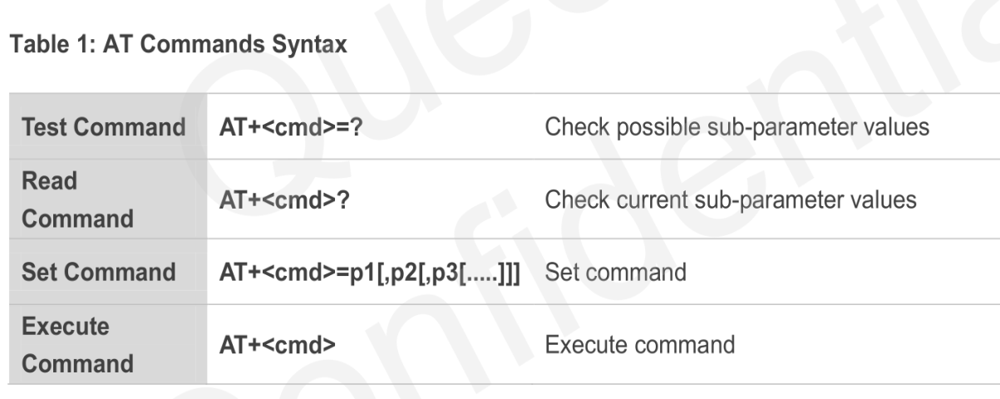 Table 1: AT Commands Syntax
Test Command AT+<cmd>=? Check possible sub-parameter values
Read
Command
AT+<cmd>? Check current sub-parameter values
Set Command AT+<cmd>=p1[,p2[,p3[.....]]] Set command
Execute
Command
AT+<cmd> Execute command